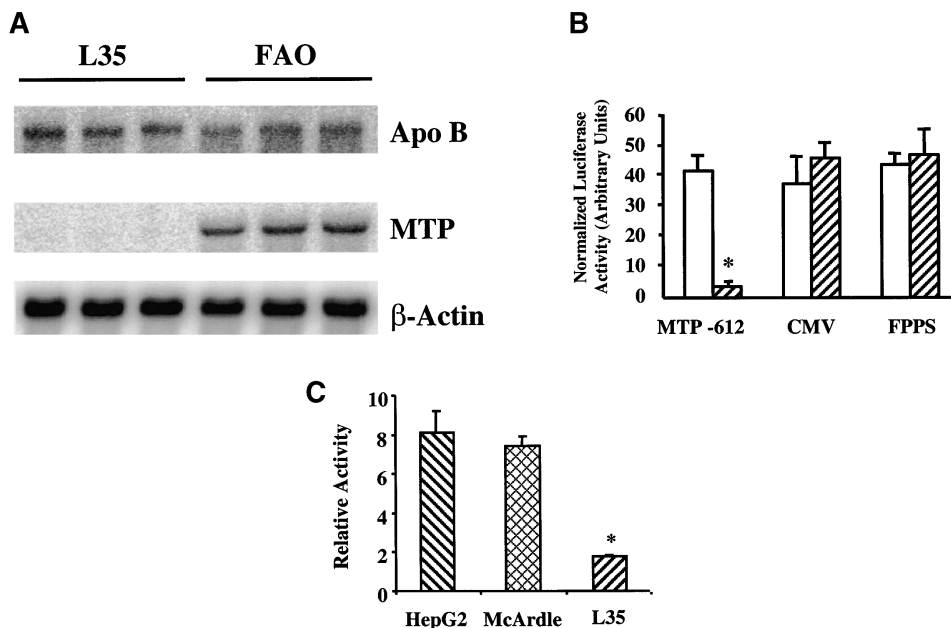 A
L35 FAO
Apo B
MTP
β-Actin
B
Normalized Luciferase
Activity (Arbitrary Units)
60
50
40
30
20
10
0
*
MTP -612 CMV FPPS
C
Relative Activity
10
8
6
4
2
0
*
HepG2 McArdle L35